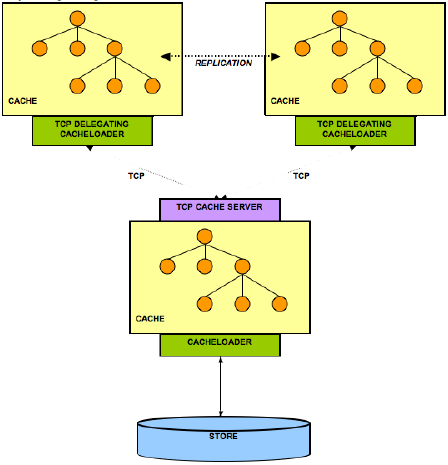 REPLICATION
CACHE
CACHE
TCP DELEGATING
CACHELOADER
TCP DELEGATING
CACHELOADER
TCP
TCP
TCP CACHE SERVER
CACHE
CACHELOADER
STORE